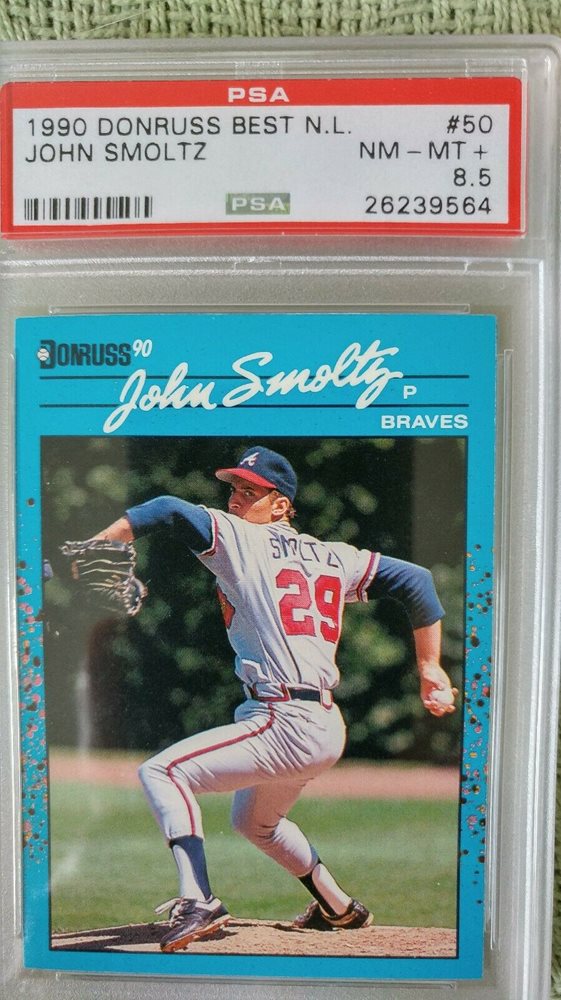 PSA
1990 DONRUSS BEST N.L. #50
JOHN SMOLTZ NM - MT +
8.5
PSA 26239564
DONRUSS 90
John Smoltz P
BRAVES
A
SMOLTZ
29